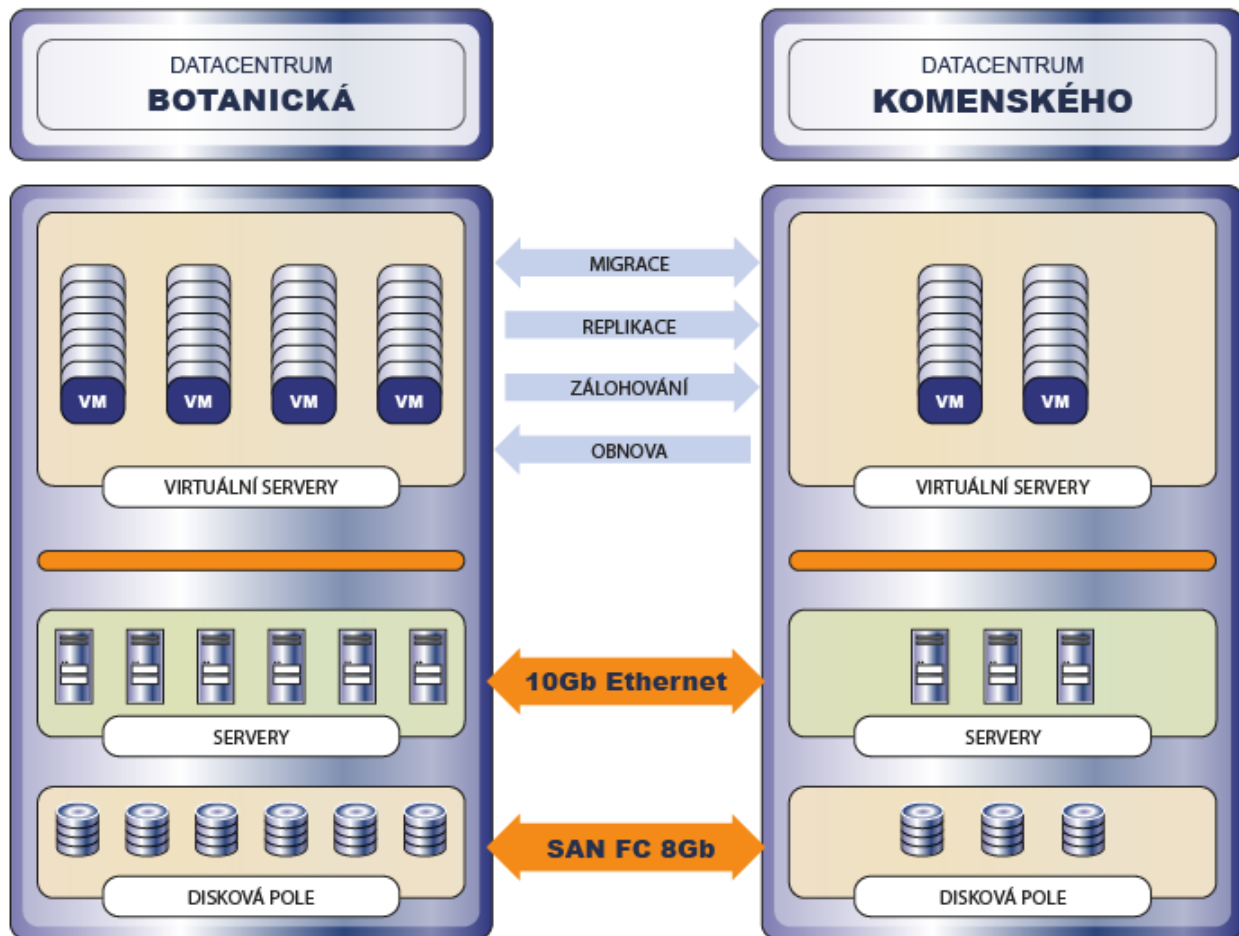 DATACENTRUM
BOTANICKÁ
DATACENTRUM
KOMENSKÉHO
VM
VM
VM
VM
VIRTUÁLNÍ SERVERY
MIGRACE
REPLIKACE
ZÁLOHOVÁNÍ
OBNOVA
VM
VM
VIRTUÁLNÍ SERVERY
SERVERY
10Gb Ethernet
SERVERY
DISKOVÁ POLE
SAN FC 8Gb
DISKOVÁ POLE